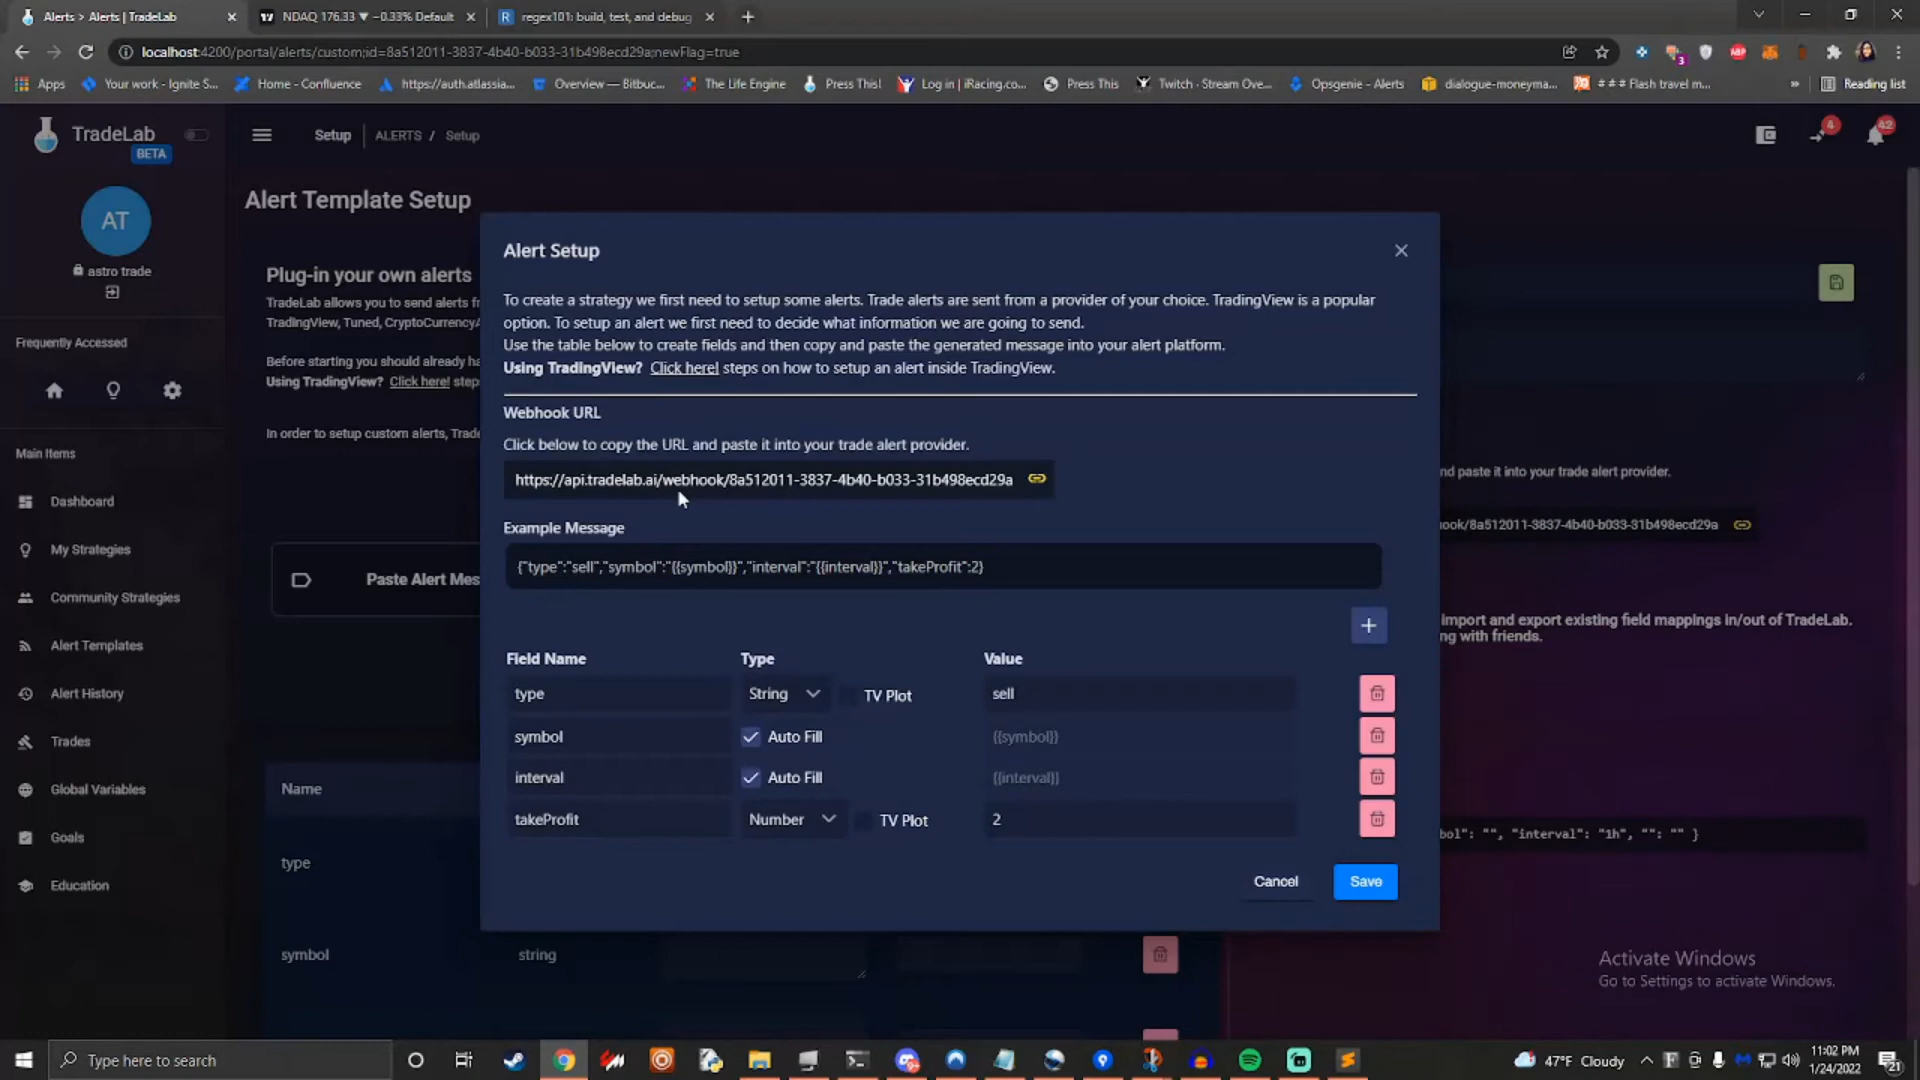 Alerts > Alerts | TradeLab
NDAQ 176.33 ▼ −0.33% Default
regex101: build, test, and debug
localhost:4200/portal/alerts/custom;id=8a512011-3837-4b40-b033-31b498ecd29a;newFlag=true
Apps
Your work - Ignite S...
Home - Confluence
https://auth.atlassia...
Overview — Bitbuc...
The Life Engine
Press This!
Log in | iRacing.co...
Press This
Twitch - Stream Ove...
Opsgenie - Alerts
dialogue-moneyma...
# # # Flash travel m...
Reading list
TradeLab
BETA
Setup
ALERTS / Setup
4
42
AT
astro trade
Frequently Accessed
Main Items
Dashboard
My Strategies
Community Strategies
Alert Templates
Alert History
Trades
Global Variables
Goals
Education
Alert Template Setup
Plug-in your own alerts
TradeLab allows you to send alerts f
TradingView, Tuned, CryptoCurrencyA
Before starting you should already ha
Using TradingView? Click here! step
In order to setup custom alerts, Trad
Paste Alert Mes
Name
type
symbol
string
Alert Setup
To create a strategy we first need to setup some alerts. Trade alerts are sent from a provider of your choice. TradingView is a popular
option. To setup an alert we first need to decide what information we are going to send.
Use the table below to create fields and then copy and paste the generated message into your alert platform.
Using TradingView? Click here! steps on how to setup an alert inside TradingView.
Webhook URL
Click below to copy the URL and paste it into your trade alert provider.
https://api.tradelab.ai/webhook/8a512011-3837-4b40-b033-31b498ecd29a
Example Message
{"type":"sell","symbol":"{{symbol}}","interval":"{{interval}}","takeProfit":2}
Field Name Type Value
type String TV Plot sell
symbol Auto Fill {{symbol}}
interval Auto Fill {{interval}}
takeProfit Number TV Plot 2
Cancel
Save
nd paste it into your trade alert provider.
ook/8a512011-3837-4b40-b033-31b498ecd29a
import and export existing field mappings in/out of TradeLab.
ng with friends.
bol": "", "interval": "1h", "": "" }
Activate Windows
Go to Settings to activate Windows.
Type here to search
47°F Cloudy
11:02 PM
1/24/2022
21